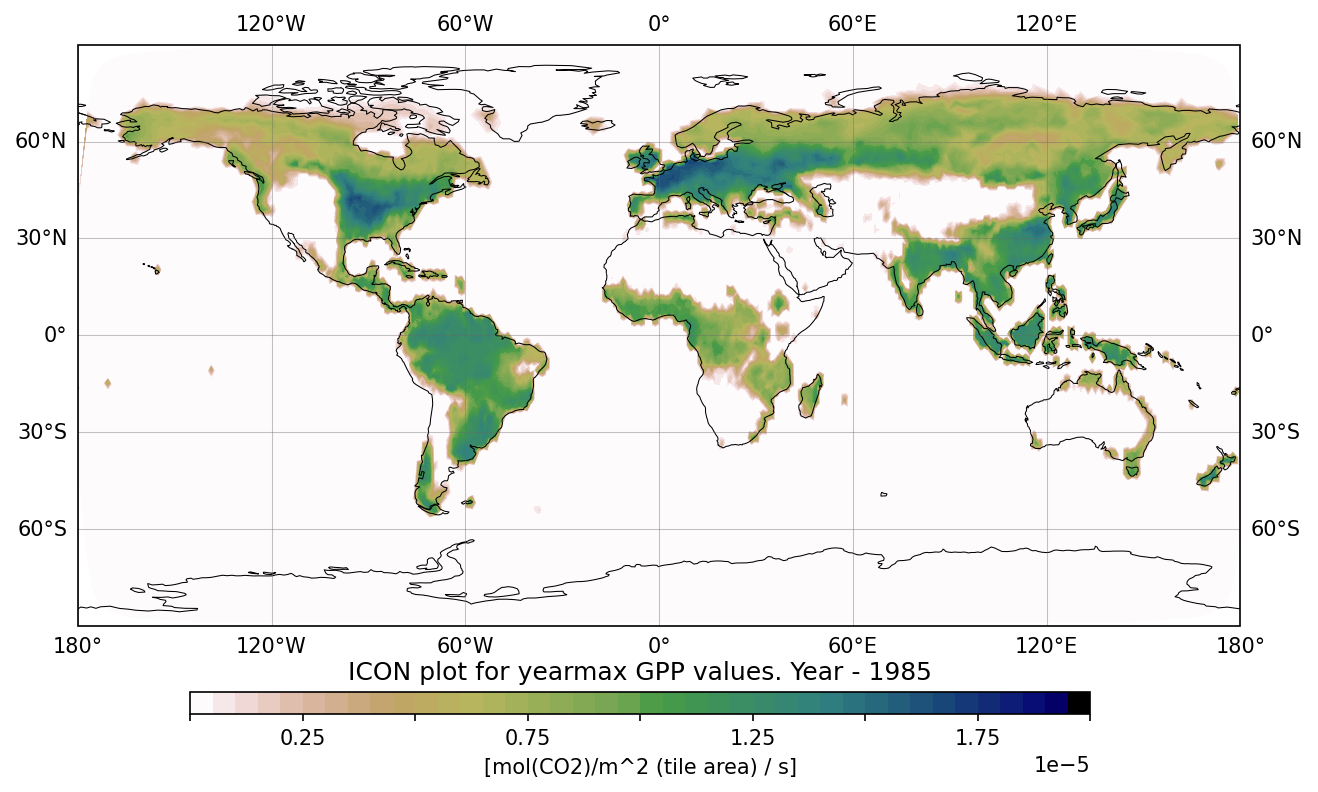 120°W 60°W 0° 60°E 120°E
60°N 60°N
30°N 30°N
0° 0°
30°S 30°S
60°S 60°S
180° 120°W 60°W 0° 60°E 120°E 180°
ICON plot for yearmax GPP values. Year - 1985
0.25 0.75 1.25 1.75
1e−5
[mol(CO2)/m^2 (tile area) / s]